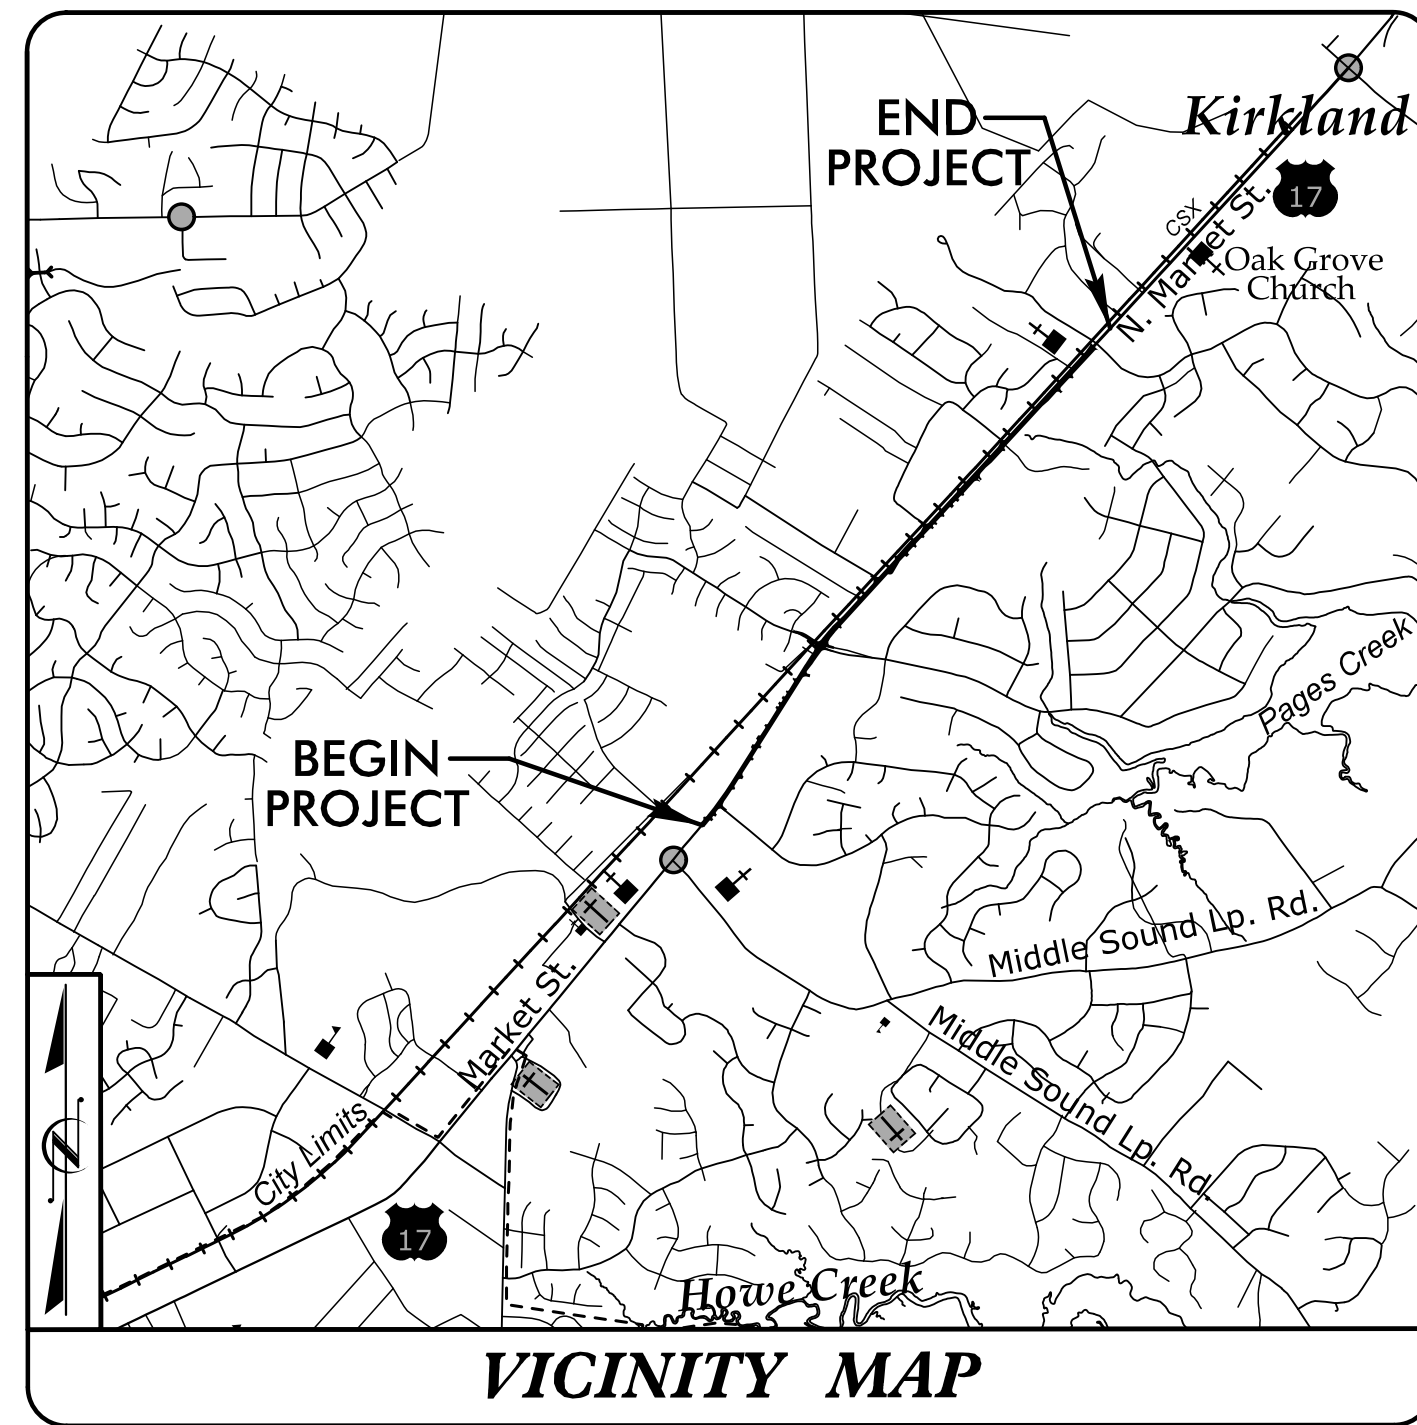 END
PROJECT
Kirkland
17
CSX
N. Market St.
Oak Grove
Church
Pages Creek
BEGIN
PROJECT
Middle Sound Lp. Rd.
Market St.
Middle Sound Lp. Rd.
City Limits
17
Howe Creek
N
VICINITY MAP